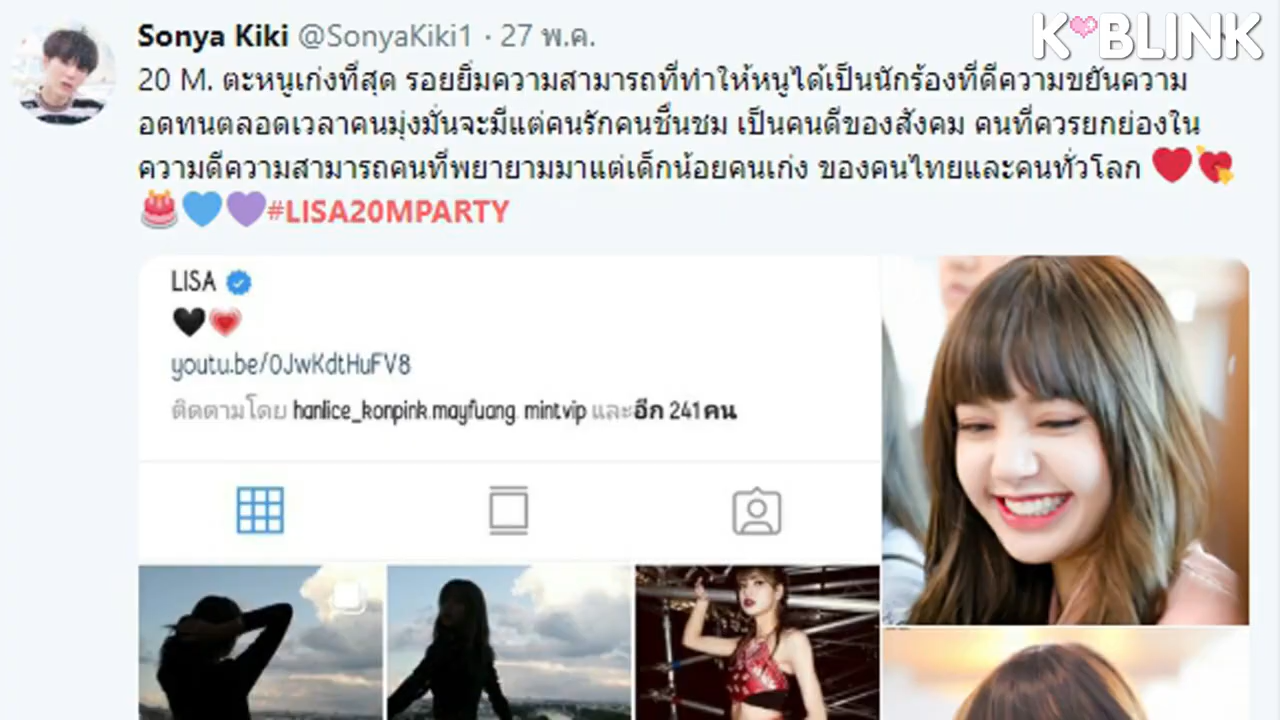 K BLINK
Sonya Kiki @SonyaKiki1 · 27 พ.ค.
20 M. ตะหนูเก่งที่สุด รอยยิ้มความสามารถที่ทำให้หนูได้เป็นนักร้องที่ดีความขยันความ
อดทนตลอดเวลาคนมุ่งมั่นจะมีแต่คนรักคนชื่นชม เป็นคนดีของสังคม คนที่ควรยกย่องใน
ความดีความสามารถคนที่พยายามมาแต่เด็กน้อยคนเก่ง ของคนไทยและคนทั่วโลก ❤️💘
🎂💙💜#LISA20MPARTY
LISA
🖤💗
youtu.be/0JwKdtHuFV8
ติดตามโดย hanlice_konpink.mayfuang mintvip และอีก 241 คน